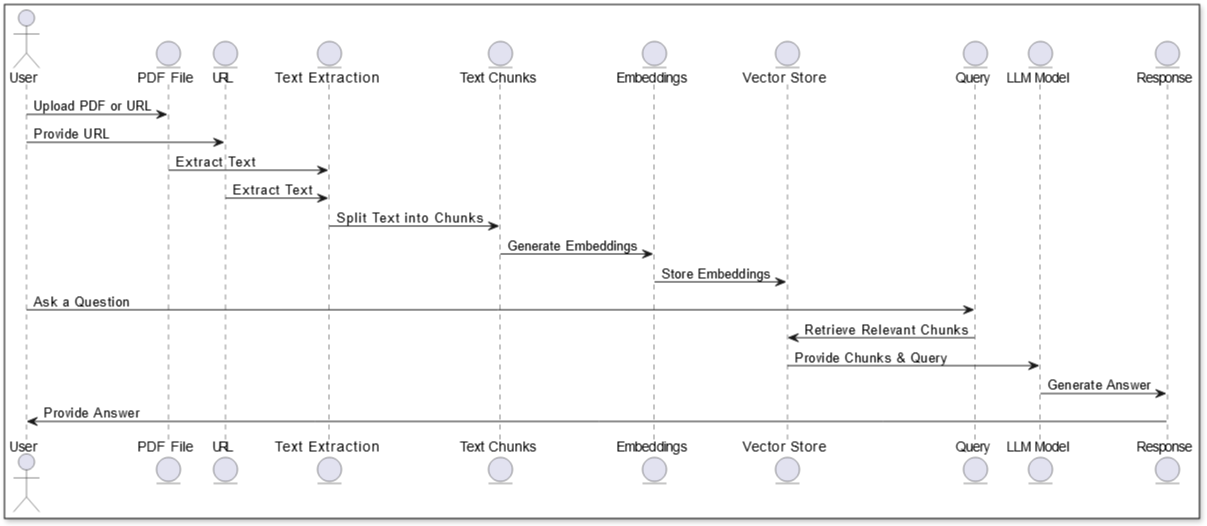 User PDF File URL Text Extraction Text Chunks Embeddings Vector Store Query LLM Model Response
Upload PDF or URL
Provide URL
Extract Text
Extract Text
Split Text into Chunks
Generate Embeddings
Store Embeddings
Ask a Question
Retrieve Relevant Chunks
Provide Chunks & Query
Generate Answer
Provide Answer
User PDF File URL Text Extraction Text Chunks Embeddings Vector Store Query LLM Model Response